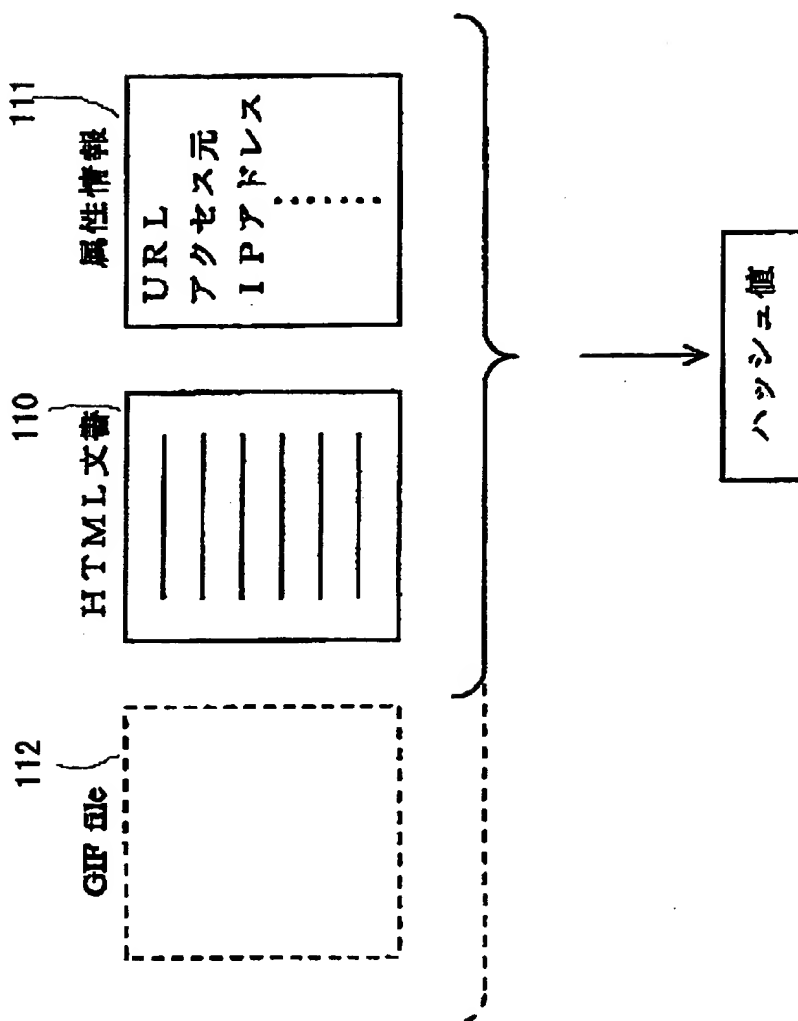 112
GIF file
110
HTML文書
111
属性情報
URL
アクセス元
IPアドレス
・・・・・・・
ハッシュ値